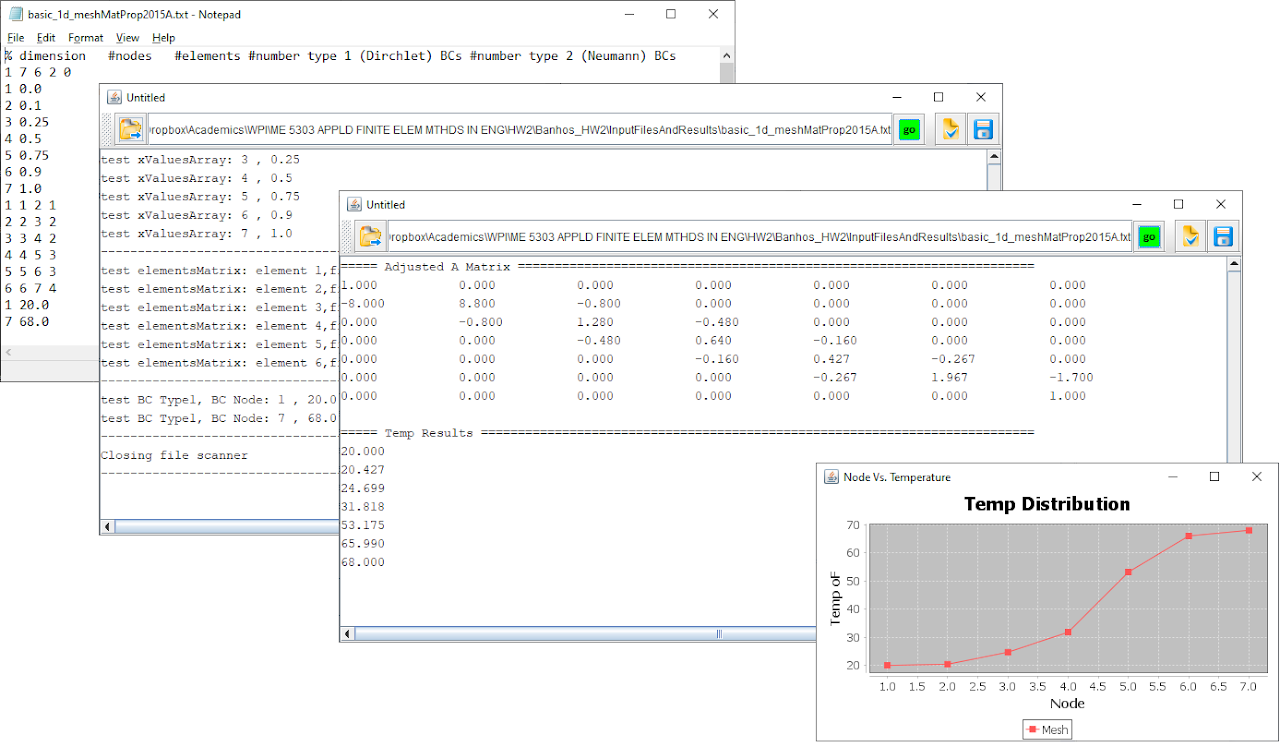 basic_1d_meshMatProp2015A.txt - Notepad
File Edit Format View Help
% dimension #nodes #elements #number type 1 (Dirchlet) BCs #number type 2 (Neumann) BCs
1 7 6 2 0
1 0.0
2 0.1
3 0.25
4 0.5
5 0.75
6 0.9
7 1.0
1 1 2 1
2 2 3 2
3 3 4 2
4 4 5 3
5 5 6 3
6 6 7 4
1 20.0
7 68.0
Untitled
ropbox\Academics\WPI\ME 5303 APPLD FINITE ELEM MTHDS IN ENG\HW2\Banhos_HW2\InputFilesAndResults\basic_1d_meshMatProp2015A.txt
go
test xValuesArray: 3 , 0.25
test xValuesArray: 4 , 0.5
test xValuesArray: 5 , 0.75
test xValuesArray: 6 , 0.9
test xValuesArray: 7 , 1.0
test elementsMatrix: element 1,f
test elementsMatrix: element 2,f
test elementsMatrix: element 3,f
test elementsMatrix: element 4,f
test elementsMatrix: element 5,f
test elementsMatrix: element 6,f
test BC Type1, BC Node: 1 , 20.0
test BC Type1, BC Node: 7 , 68.0
Closing file scanner
Untitled
ropbox\Academics\WPI\ME 5303 APPLD FINITE ELEM MTHDS IN ENG\HW2\Banhos_HW2\InputFilesAndResults\basic_1d_meshMatProp2015A.txt
go
===== Adjusted A Matrix ======================================================================
1.000 0.000 0.000 0.000 0.000 0.000 0.000
-8.000 8.800 -0.800 0.000 0.000 0.000 0.000
0.000 -0.800 1.280 -0.480 0.000 0.000 0.000
0.000 0.000 -0.480 0.640 -0.160 0.000 0.000
0.000 0.000 0.000 -0.160 0.427 -0.267 0.000
0.000 0.000 0.000 0.000 -0.267 1.967 -1.700
0.000 0.000 0.000 0.000 0.000 0.000 1.000
===== Temp Results ===========================================================================
20.000
20.427
24.699
31.818
53.175
65.990
68.000
Node Vs. Temperature
Temp Distribution
Temp oF
70
60
50
40
30
20
1.0 1.5 2.0 2.5 3.0 3.5 4.0 4.5 5.0 5.5 6.0 6.5 7.0
Node
Mesh